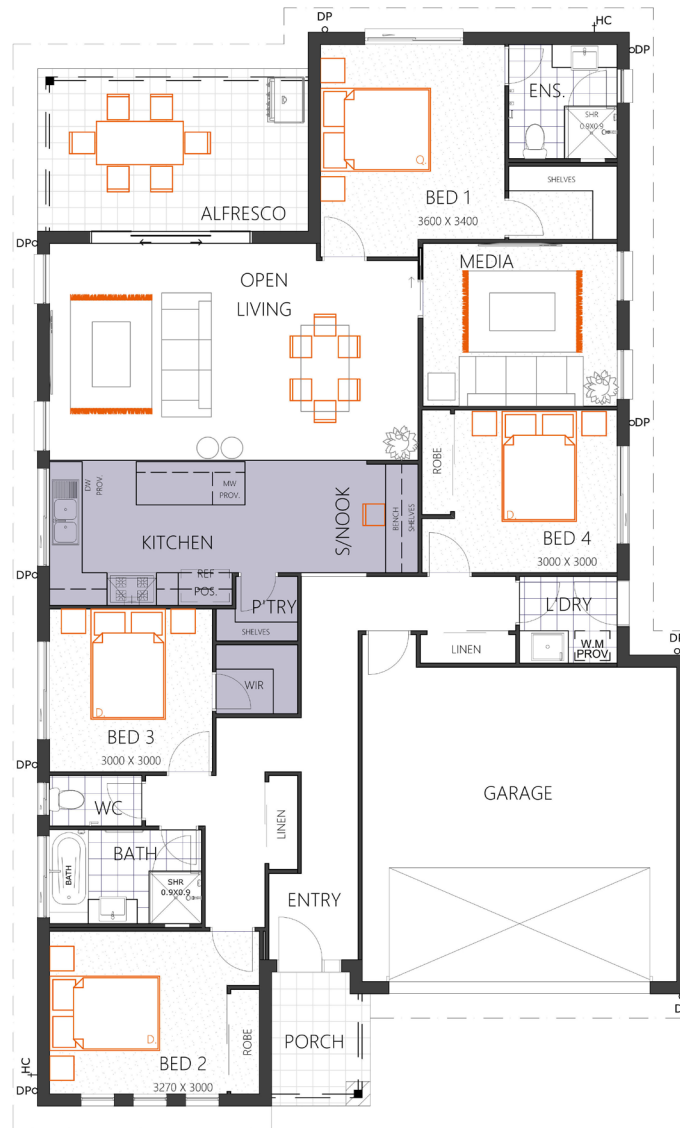 DP
HC
DP
ENS.
SHR
0.9X0.9
Q.
SHELVES
BED 1
3600 X 3400
ALFRESCO
DP
MEDIA
OPEN
LIVING
DP
ROBE
DW
PROV.
MW
PROV.
S/NOOK
BENCH
SHELVES
D.
KITCHEN
BED 4
3000 X 3000
DP
REF
POS.
P'TRY
L'DRY
SHELVES
W.M
PROV
DP
LINEN
WIR
D.
BED 3
3000 X 3000
DP
GARAGE
WC
LINEN
BATH
BATH
SHR
0.9X0.9
ENTRY
D.
PORCH
ROBE
BED 2
3270 X 3000
HC
DP